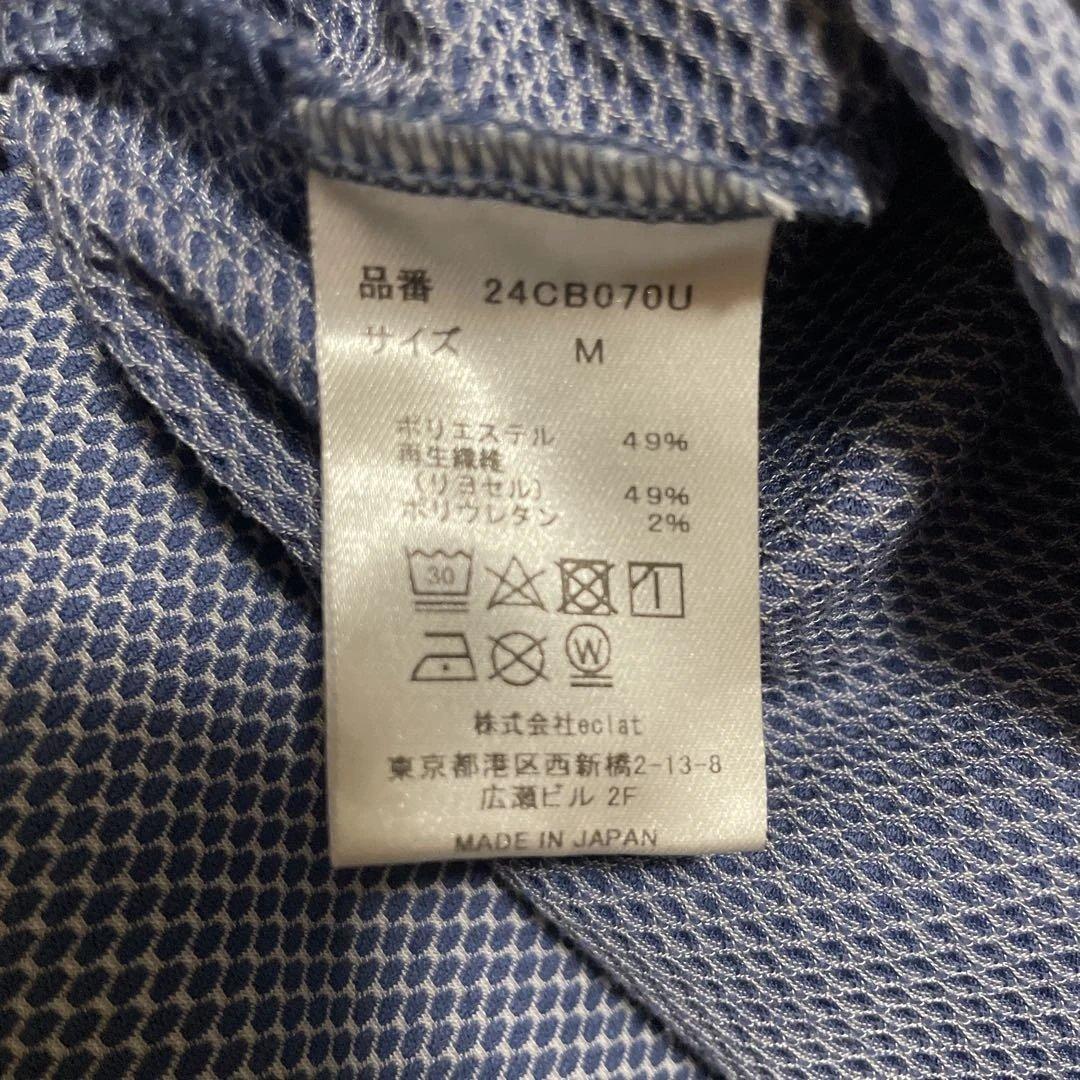 品番 24CB070U
サイズ M
ポリエステル 49%
再生繊維
(リヨセル) 49%
ポリウレタン 2%
30
W
株式会社eclat
東京都港区西新橋2-13-8
広瀬ビル 2F
MADE IN JAPAN